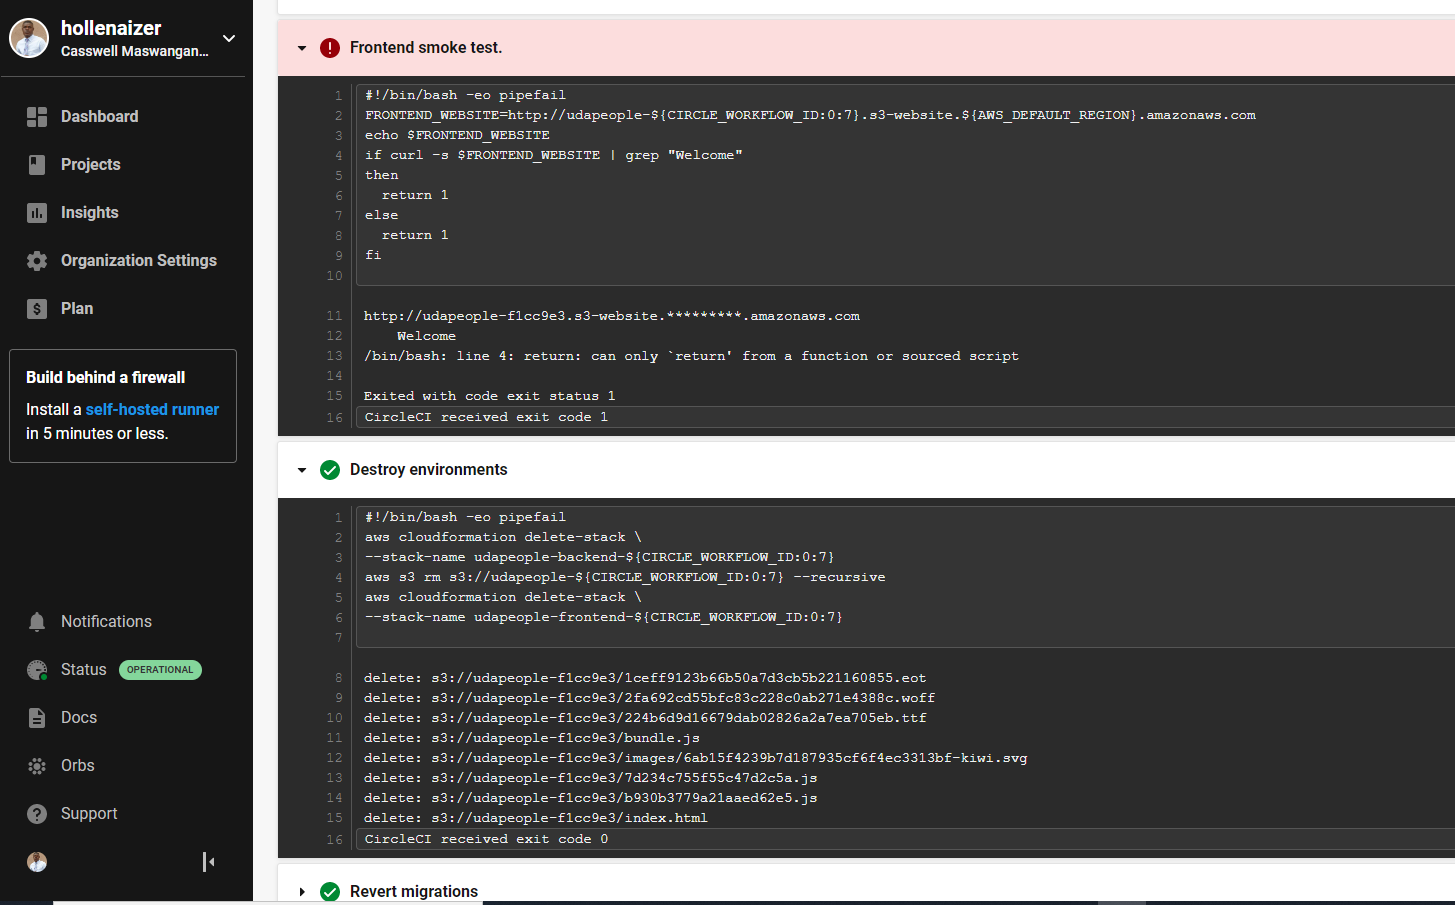 hollenaizer
Casswell Maswangan...
Dashboard
Projects
Insights
Organization Settings
Plan
Build behind a firewall
Install a self-hosted runner
in 5 minutes or less.
Notifications
Status OPERATIONAL
Docs
Orbs
Support
Frontend smoke test.
1 #!/bin/bash -eo pipefail
2 FRONTEND_WEBSITE=http://udapeople-${CIRCLE_WORKFLOW_ID:0:7}.s3-website.${AWS_DEFAULT_REGION}.amazonaws.com
3 echo $FRONTEND_WEBSITE
4 if curl -s $FRONTEND_WEBSITE | grep "Welcome"
5 then
6   return 1
7 else
8   return 1
9 fi
10
11 http://udapeople-f1cc9e3.s3-website.*********.amazonaws.com
12     Welcome
13 /bin/bash: line 4: return: can only `return' from a function or sourced script
14
15 Exited with code exit status 1
16 CircleCI received exit code 1
Destroy environments
1 #!/bin/bash -eo pipefail
2 aws cloudformation delete-stack \
3 --stack-name udapeople-backend-${CIRCLE_WORKFLOW_ID:0:7}
4 aws s3 rm s3://udapeople-${CIRCLE_WORKFLOW_ID:0:7} --recursive
5 aws cloudformation delete-stack \
6 --stack-name udapeople-frontend-${CIRCLE_WORKFLOW_ID:0:7}
7
8 delete: s3://udapeople-f1cc9e3/1ceff9123b66b50a7d3cb5b221160855.eot
9 delete: s3://udapeople-f1cc9e3/2fa692cd55bfc83c228c0ab271e4388c.woff
10 delete: s3://udapeople-f1cc9e3/224b6d9d16679dab02826a2a7ea705eb.ttf
11 delete: s3://udapeople-f1cc9e3/bundle.js
12 delete: s3://udapeople-f1cc9e3/images/6ab15f4239b7d187935cf6f4ec3313bf-kiwi.svg
13 delete: s3://udapeople-f1cc9e3/7d234c755f55c47d2c5a.js
14 delete: s3://udapeople-f1cc9e3/b930b3779a21aaed62e5.js
15 delete: s3://udapeople-f1cc9e3/index.html
16 CircleCI received exit code 0
Revert migrations